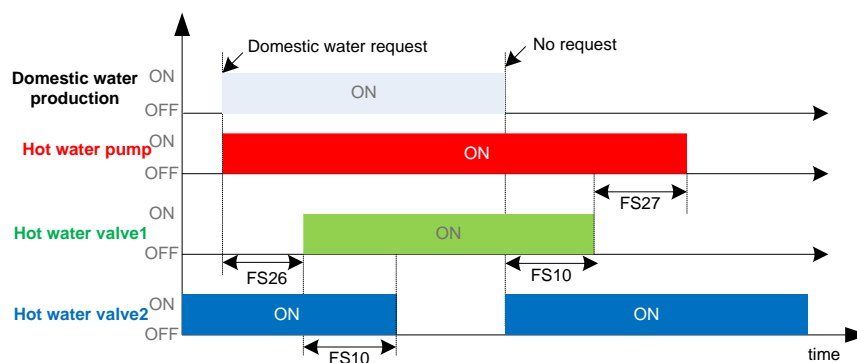 Domestic water request
No request
Domestic water
production
ON
OFF
ON
Hot water pump
ON
OFF
ON
FS27
Hot water valve1
ON
OFF
ON
FS26
FS10
Hot water valve2
ON
OFF
ON
ON
FS10
time